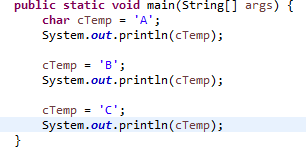 public static void main(String[] args) {
char cTemp = 'A';
System.out.println(cTemp);
cTemp = 'B';
System.out.println(cTemp);
cTemp = 'C';
System.out.println(cTemp);
}